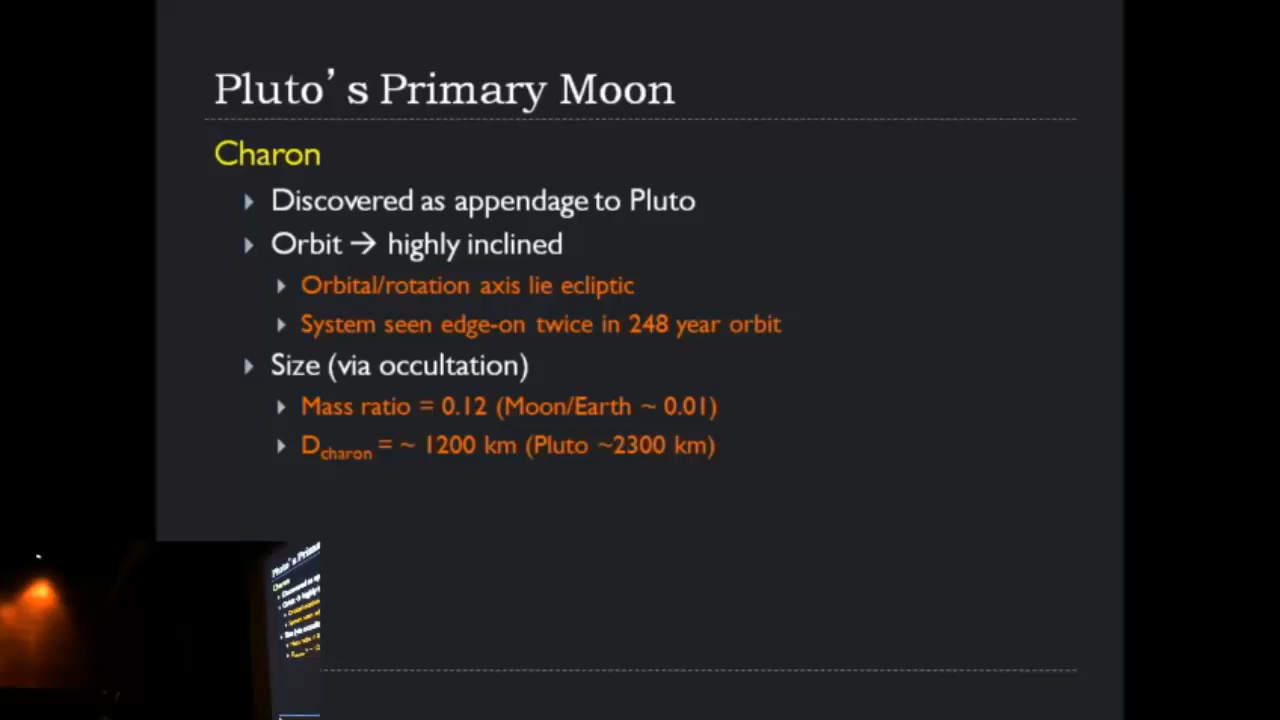 Pluto's Primary Moon
Charon
Discovered as appendage to Pluto
Orbit → highly inclined
Orbital/rotation axis lie ecliptic
System seen edge-on twice in 248 year orbit
Size (via occultation)
Mass ratio = 0.12 (Moon/Earth ~ 0.01)
Dcharon = ~ 1200 km (Pluto ~2300 km)